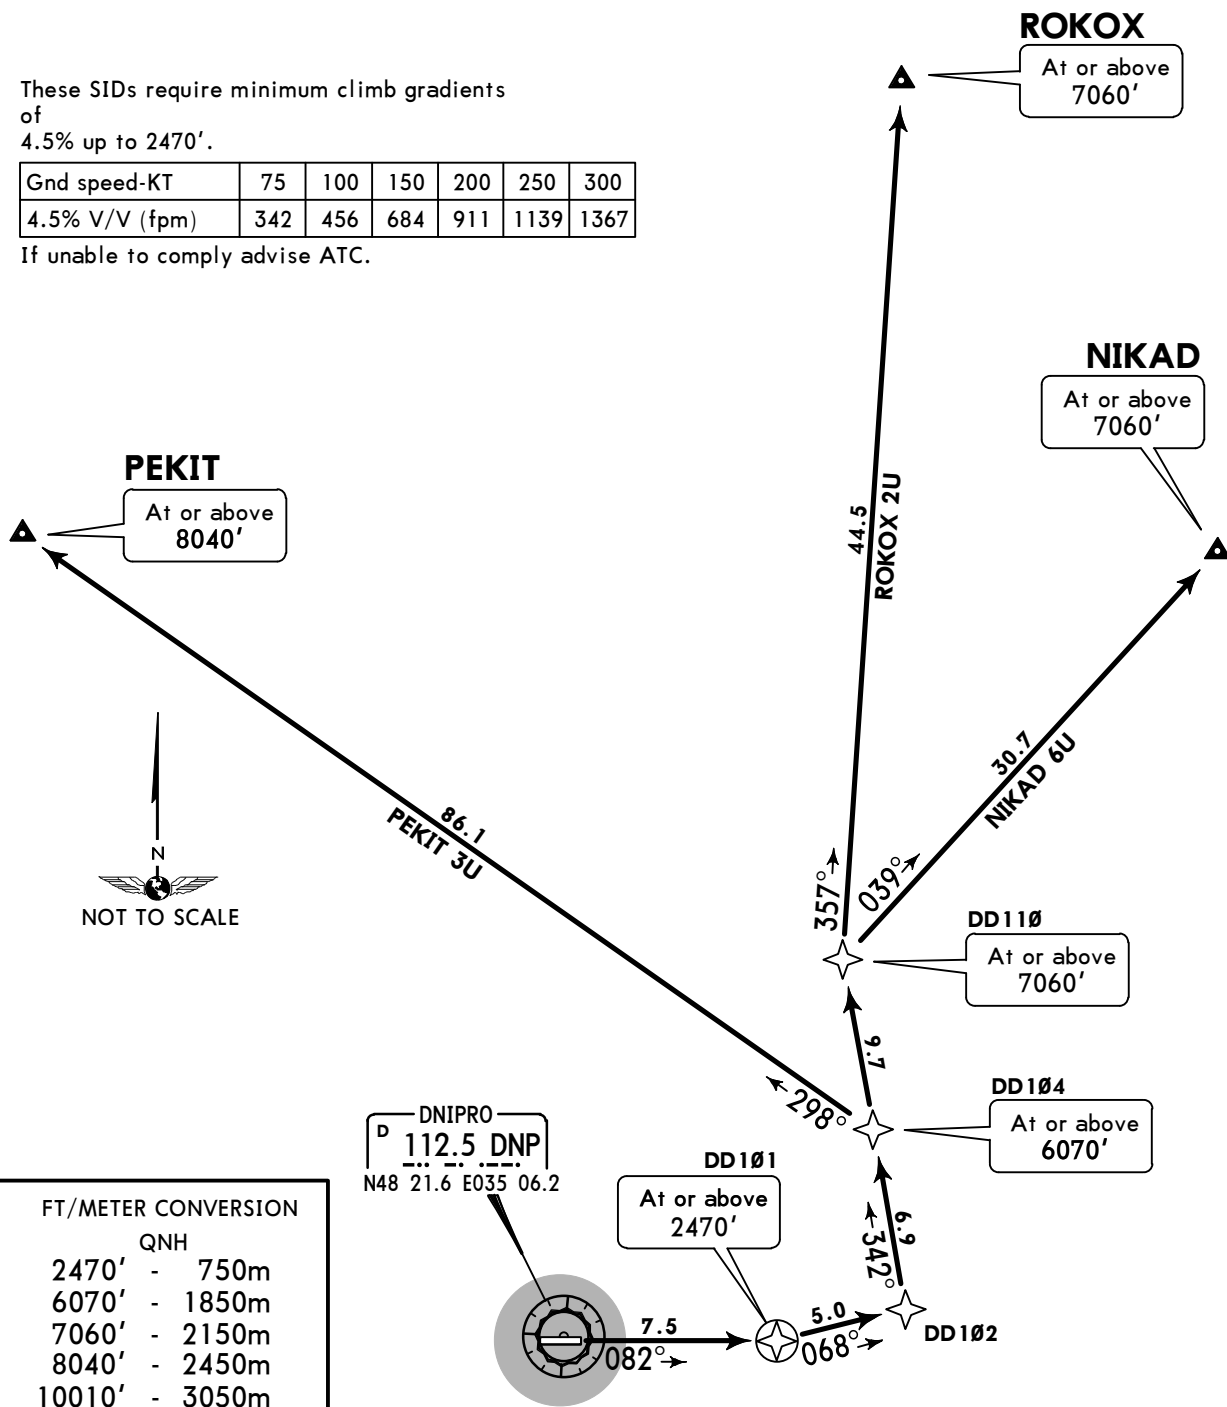 ROKOX
At or above
7060'
These SIDs require minimum climb gradients
of
4.5% up to 2470'.
Gnd speed-KT 75 100 150 200 250 300
4.5% V/V (fpm) 342 456 684 911 1139 1367
If unable to comply advise ATC.
NIKAD
At or above
7060'
PEKIT
At or above
8040'
44.5
ROKOX 2U
30.7
NIKAD 6U
86.1
PEKIT 3U
N
NOT TO SCALE
357°
039°
DD11Ø
At or above
7060'
9.7
298°
DD1Ø4
At or above
6070'
DNIPRO
D 112.5 DNP
N48 21.6 E035 06.2
DD1Ø1
At or above
2470'
6.9
342°
7.5
082°
5.0
068°
DD1Ø2
FT/METER CONVERSION
QNH
2470' - 750m
6070' - 1850m
7060' - 2150m
8040' - 2450m
10010' - 3050m